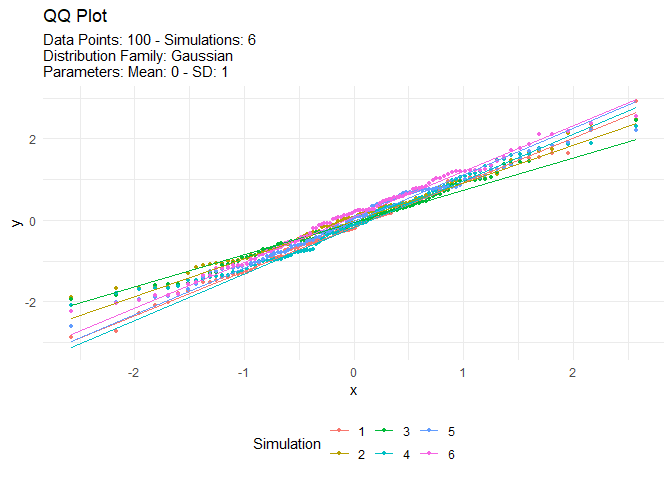 QQ Plot
Data Points: 100 - Simulations: 6
Distribution Family: Gaussian
Parameters: Mean: 0 - SD: 1
2
0
-2
y
-2
-1
0
1
2
x
Simulation
1
3
5
2
4
6